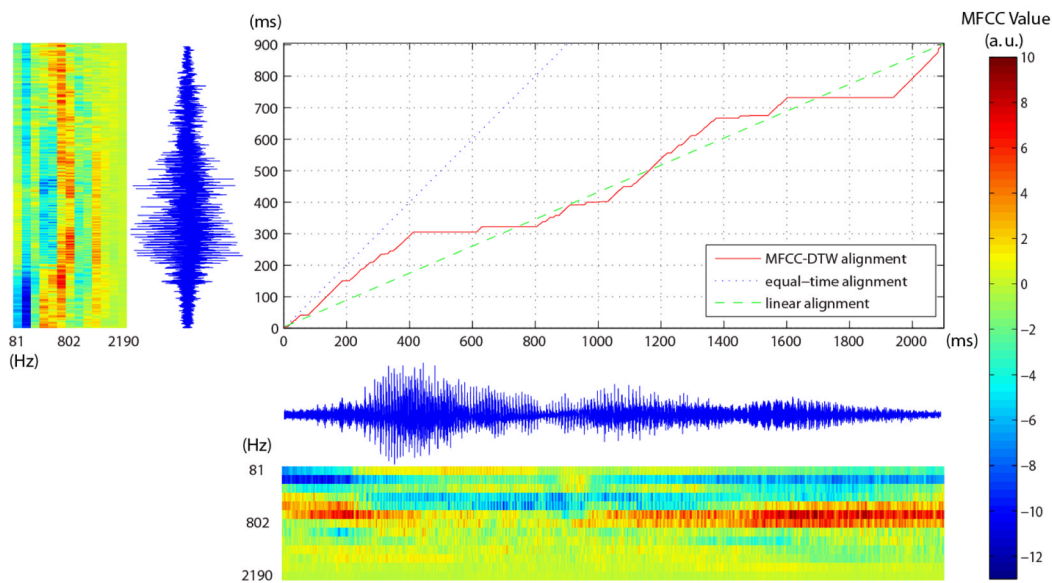 (ms)
MFCC Value
(a. u.)
900
800
700
600
500
400
300
200
100
0
0 200 400 600 800 1000 1200 1400 1600 1800 2000 (ms)
MFCC-DTW alignment
equal-time alignment
linear alignment
81 802 2190
(Hz)
(Hz)
81
802
2190
10
8
6
4
2
0
-2
-4
-6
-8
-10
-12